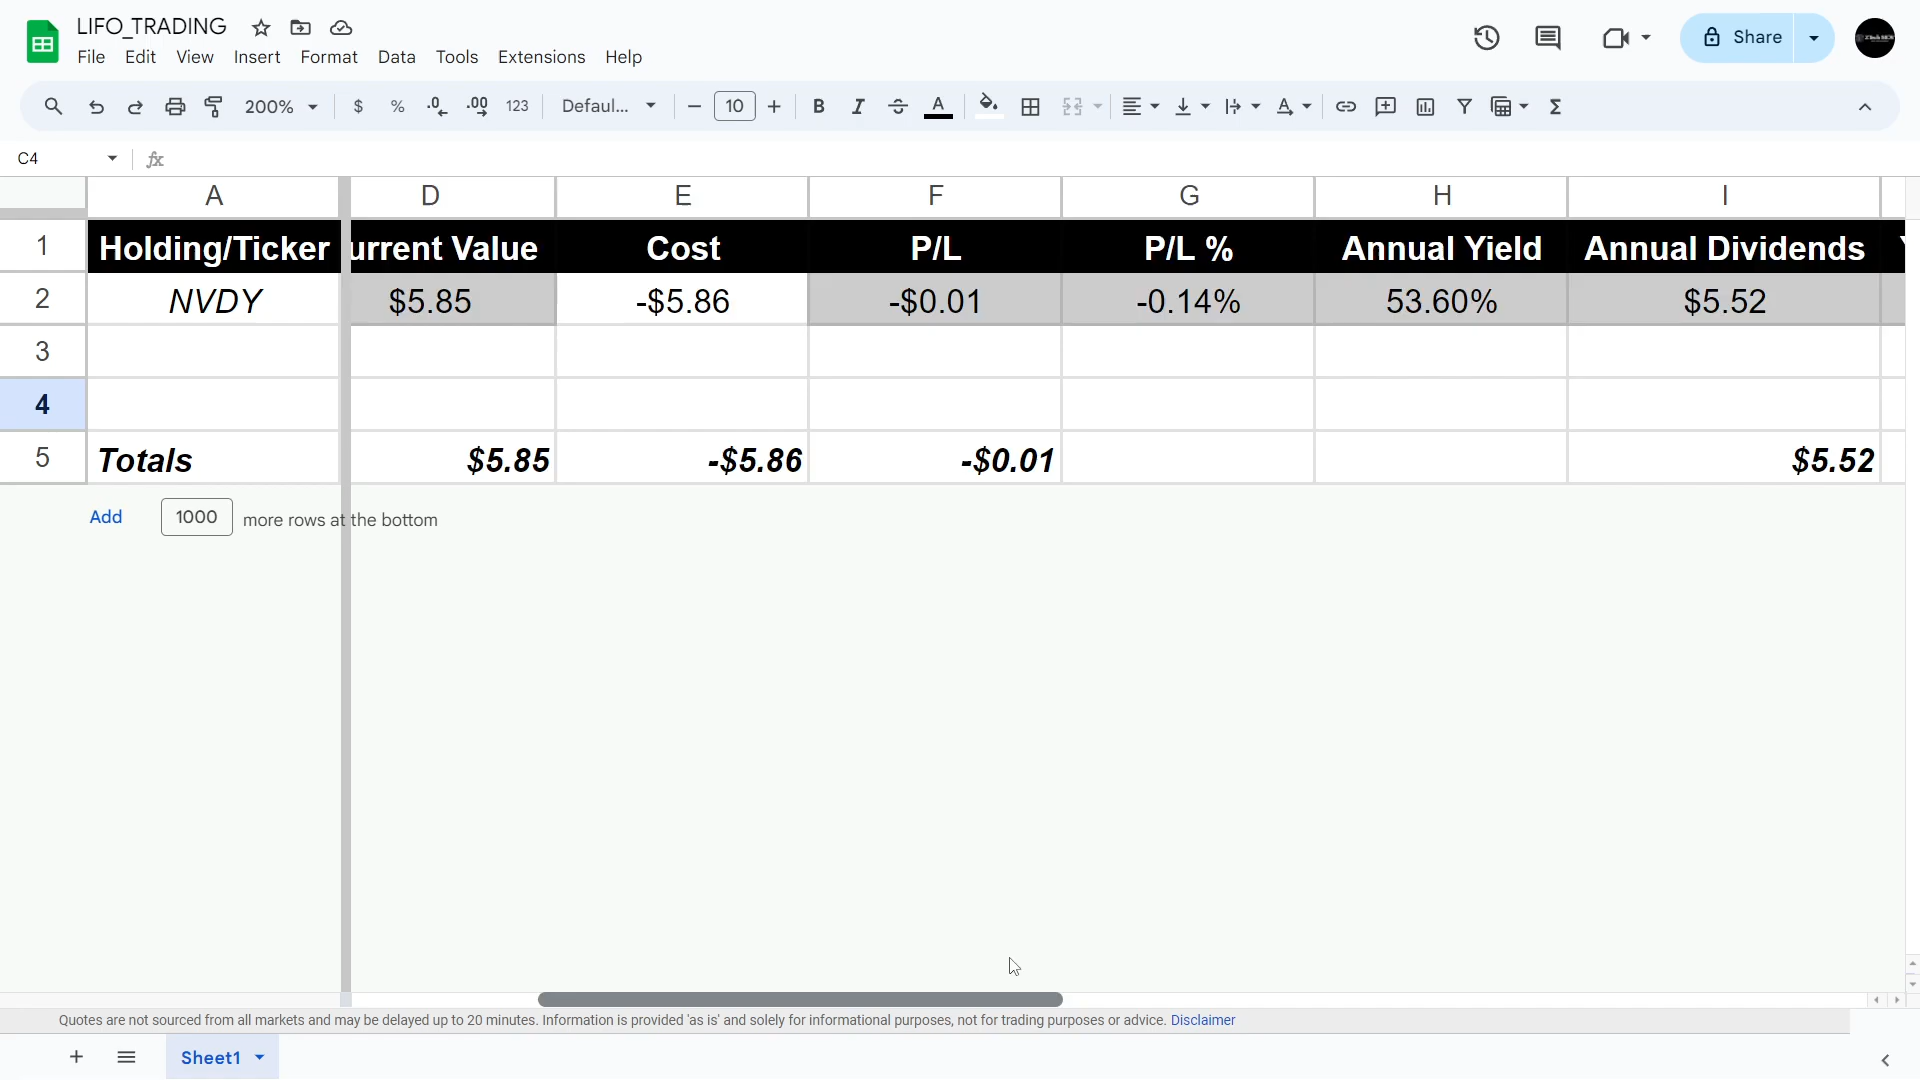 LIFO_TRADING
File Edit View Insert Format Data Tools Extensions Help
Share
200% $ % .0 .00 123 Defaul... 10 B I A A
C4 fx
A D E F G H I
1 Holding/Ticker urrent Value Cost P/L P/L % Annual Yield Annual Dividends
2 NVDY $5.85 -$5.86 -$0.01 -0.14% 53.60% $5.52
3
4
5 Totals $5.85 -$5.86 -$0.01 $5.52
Add 1000 more rows at the bottom
Quotes are not sourced from all markets and may be delayed up to 20 minutes. Information is provided 'as is' and solely for informational purposes, not for trading purposes or advice. Disclaimer
Sheet1